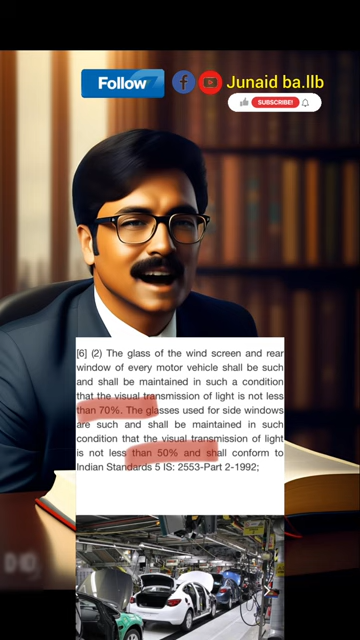 Follow
Junaid ba.llb
SUBSCRIBE!
[6] (2) The glass of the wind screen and rear
window of every motor vehicle shall be such
and shall be maintained in such a condition
that the visual transmission of light is not less
than 70%. The glasses used for side windows
are such and shall be maintained in such
condition that the visual transmission of light
is not less than 50% and shall conform to
Indian Standards 5 IS: 2553-Part 2-1992;